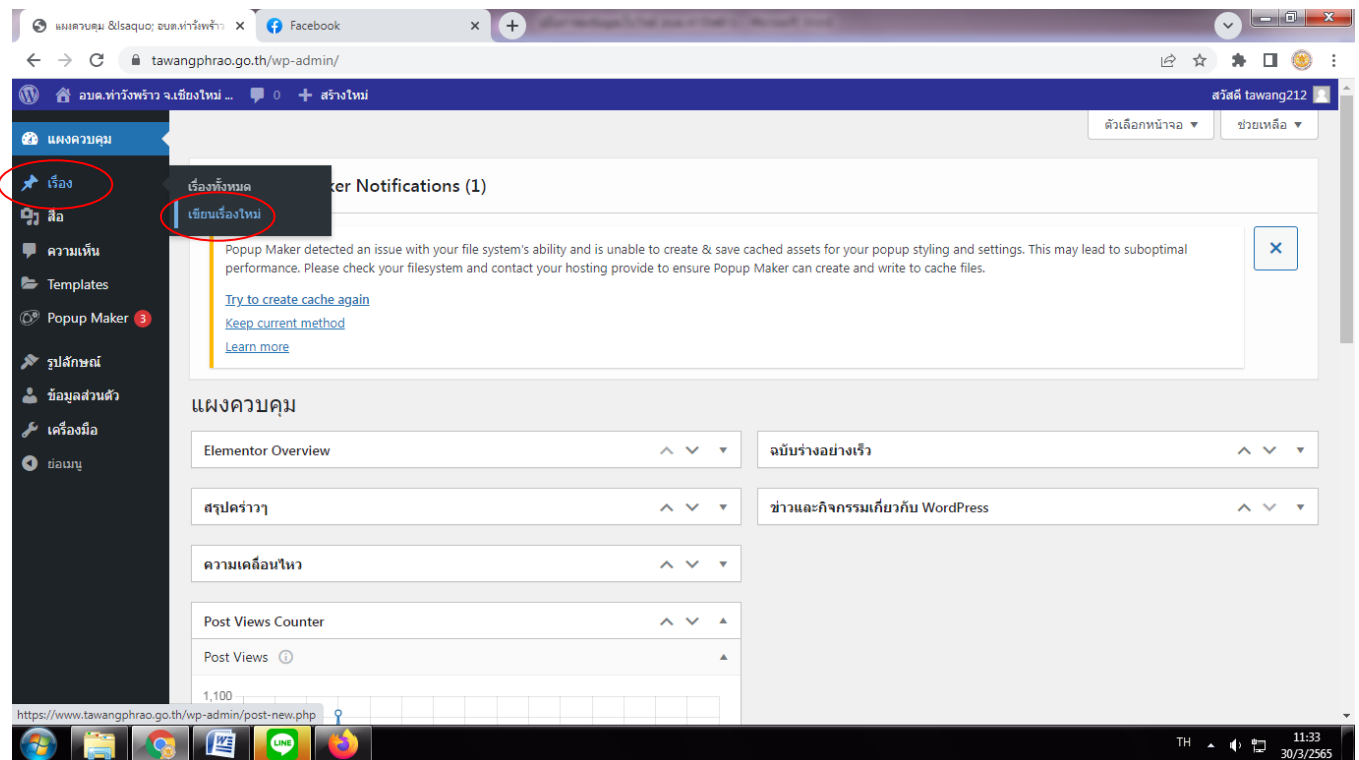 แผงควบคุม &lsaquo; อบต.ท่าวังพร้าว
Facebook
tawangphrao.go.th/wp-admin/
อบต.ท่าวังพร้าว จ.เชียงใหม่ ... 0 + สร้างใหม่
สวัสดี tawang212
ตัวเลือกหน้าจอ ▼
ช่วยเหลือ ▼
แผงควบคุม
เรื่อง
เรื่องทั้งหมด
เขียนเรื่องใหม่
สื่อ
ความเห็น
Templates
Popup Maker 3
รูปลักษณ์
ข้อมูลส่วนตัว
เครื่องมือ
ย่อเมนู
ker Notifications (1)
Popup Maker detected an issue with your file system's ability and is unable to create & save cached assets for your popup styling and settings. This may lead to suboptimal
performance. Please check your filesystem and contact your hosting provide to ensure Popup Maker can create and write to cache files.
Try to create cache again
Keep current method
Learn more
แผงควบคุม
Elementor Overview
ฉบับร่างอย่างเร็ว
สรุปคร่าวๆ
ข่าวและกิจกรรมเกี่ยวกับ WordPress
ความเคลื่อนไหว
Post Views Counter
Post Views
1,100
https://www.tawangphrao.go.th/wp-admin/post-new.php
LINE
TH
11:33
30/3/2565